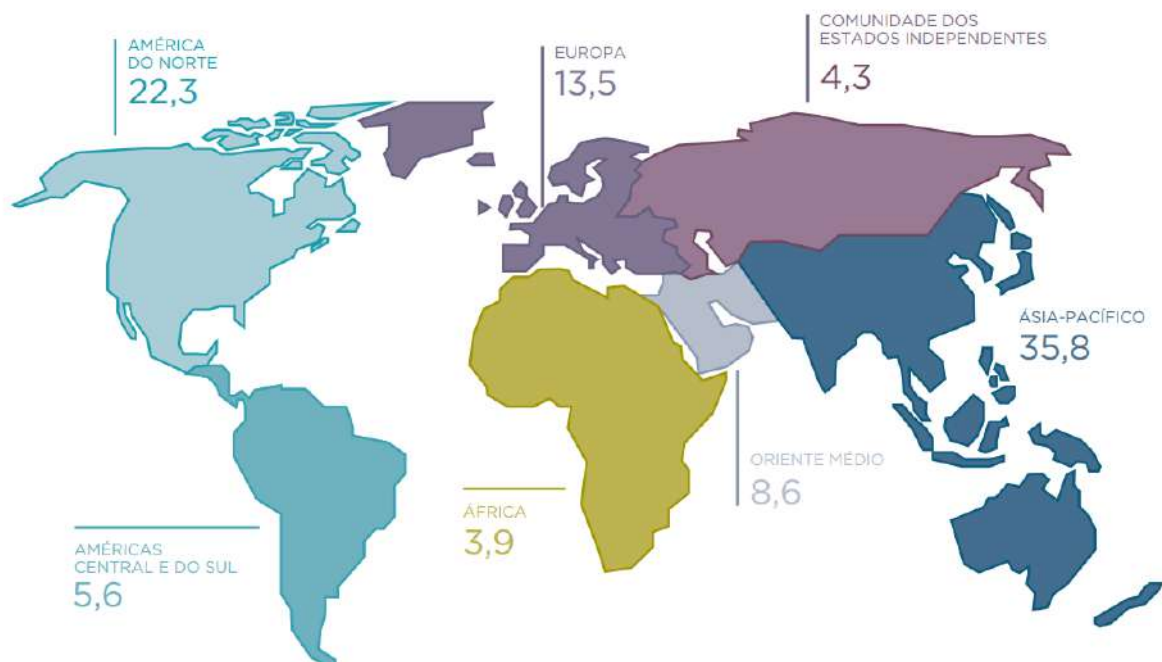 AMÉRICA
DO NORTE
22,3
EUROPA
13,5
COMUNIDADE DOS
ESTADOS INDEPENDENTES
4,3
ÁSIA-PACÍFICO
35,8
ORIENTE MÉDIO
8,6
ÁFRICA
3,9
AMÉRICAS
CENTRAL E DO SUL
5,6